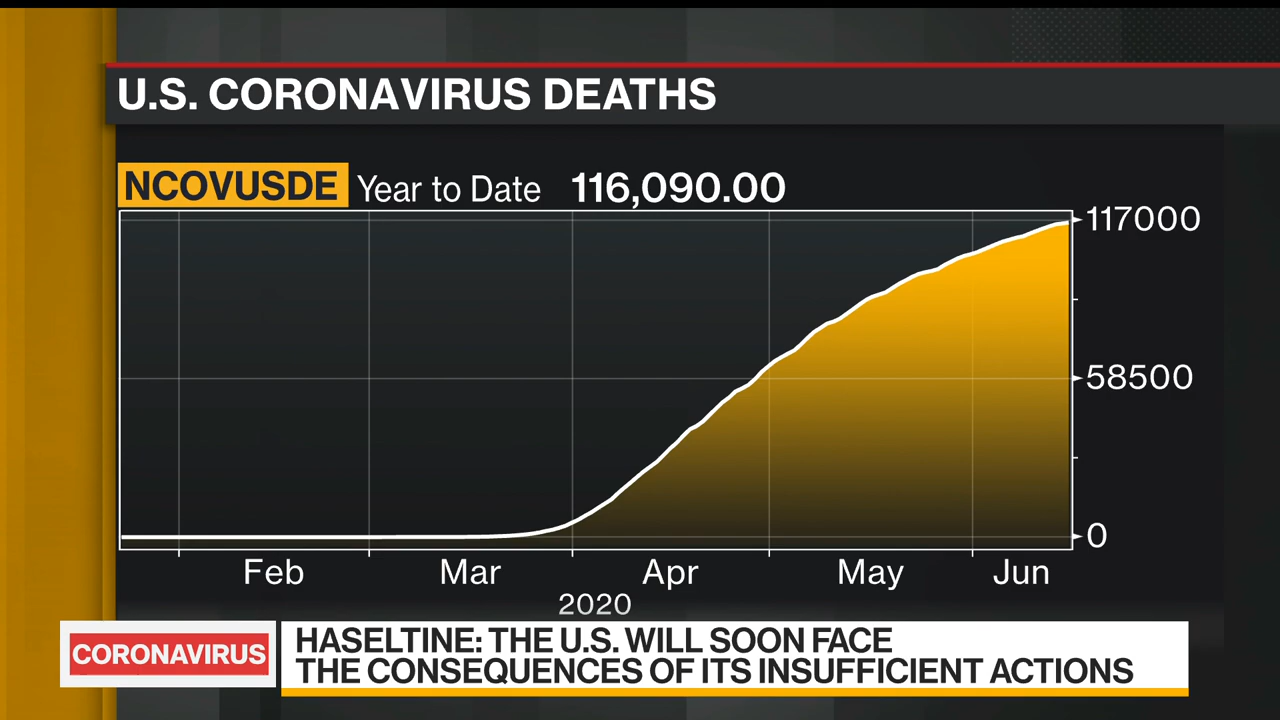 U.S. CORONAVIRUS DEATHS
NCOVUSDE Year to Date 116,090.00
117000
58500
0
Feb Mar Apr May Jun
2020
CORONAVIRUS
HASELTINE: THE U.S. WILL SOON FACE
THE CONSEQUENCES OF ITS INSUFFICIENT ACTIONS